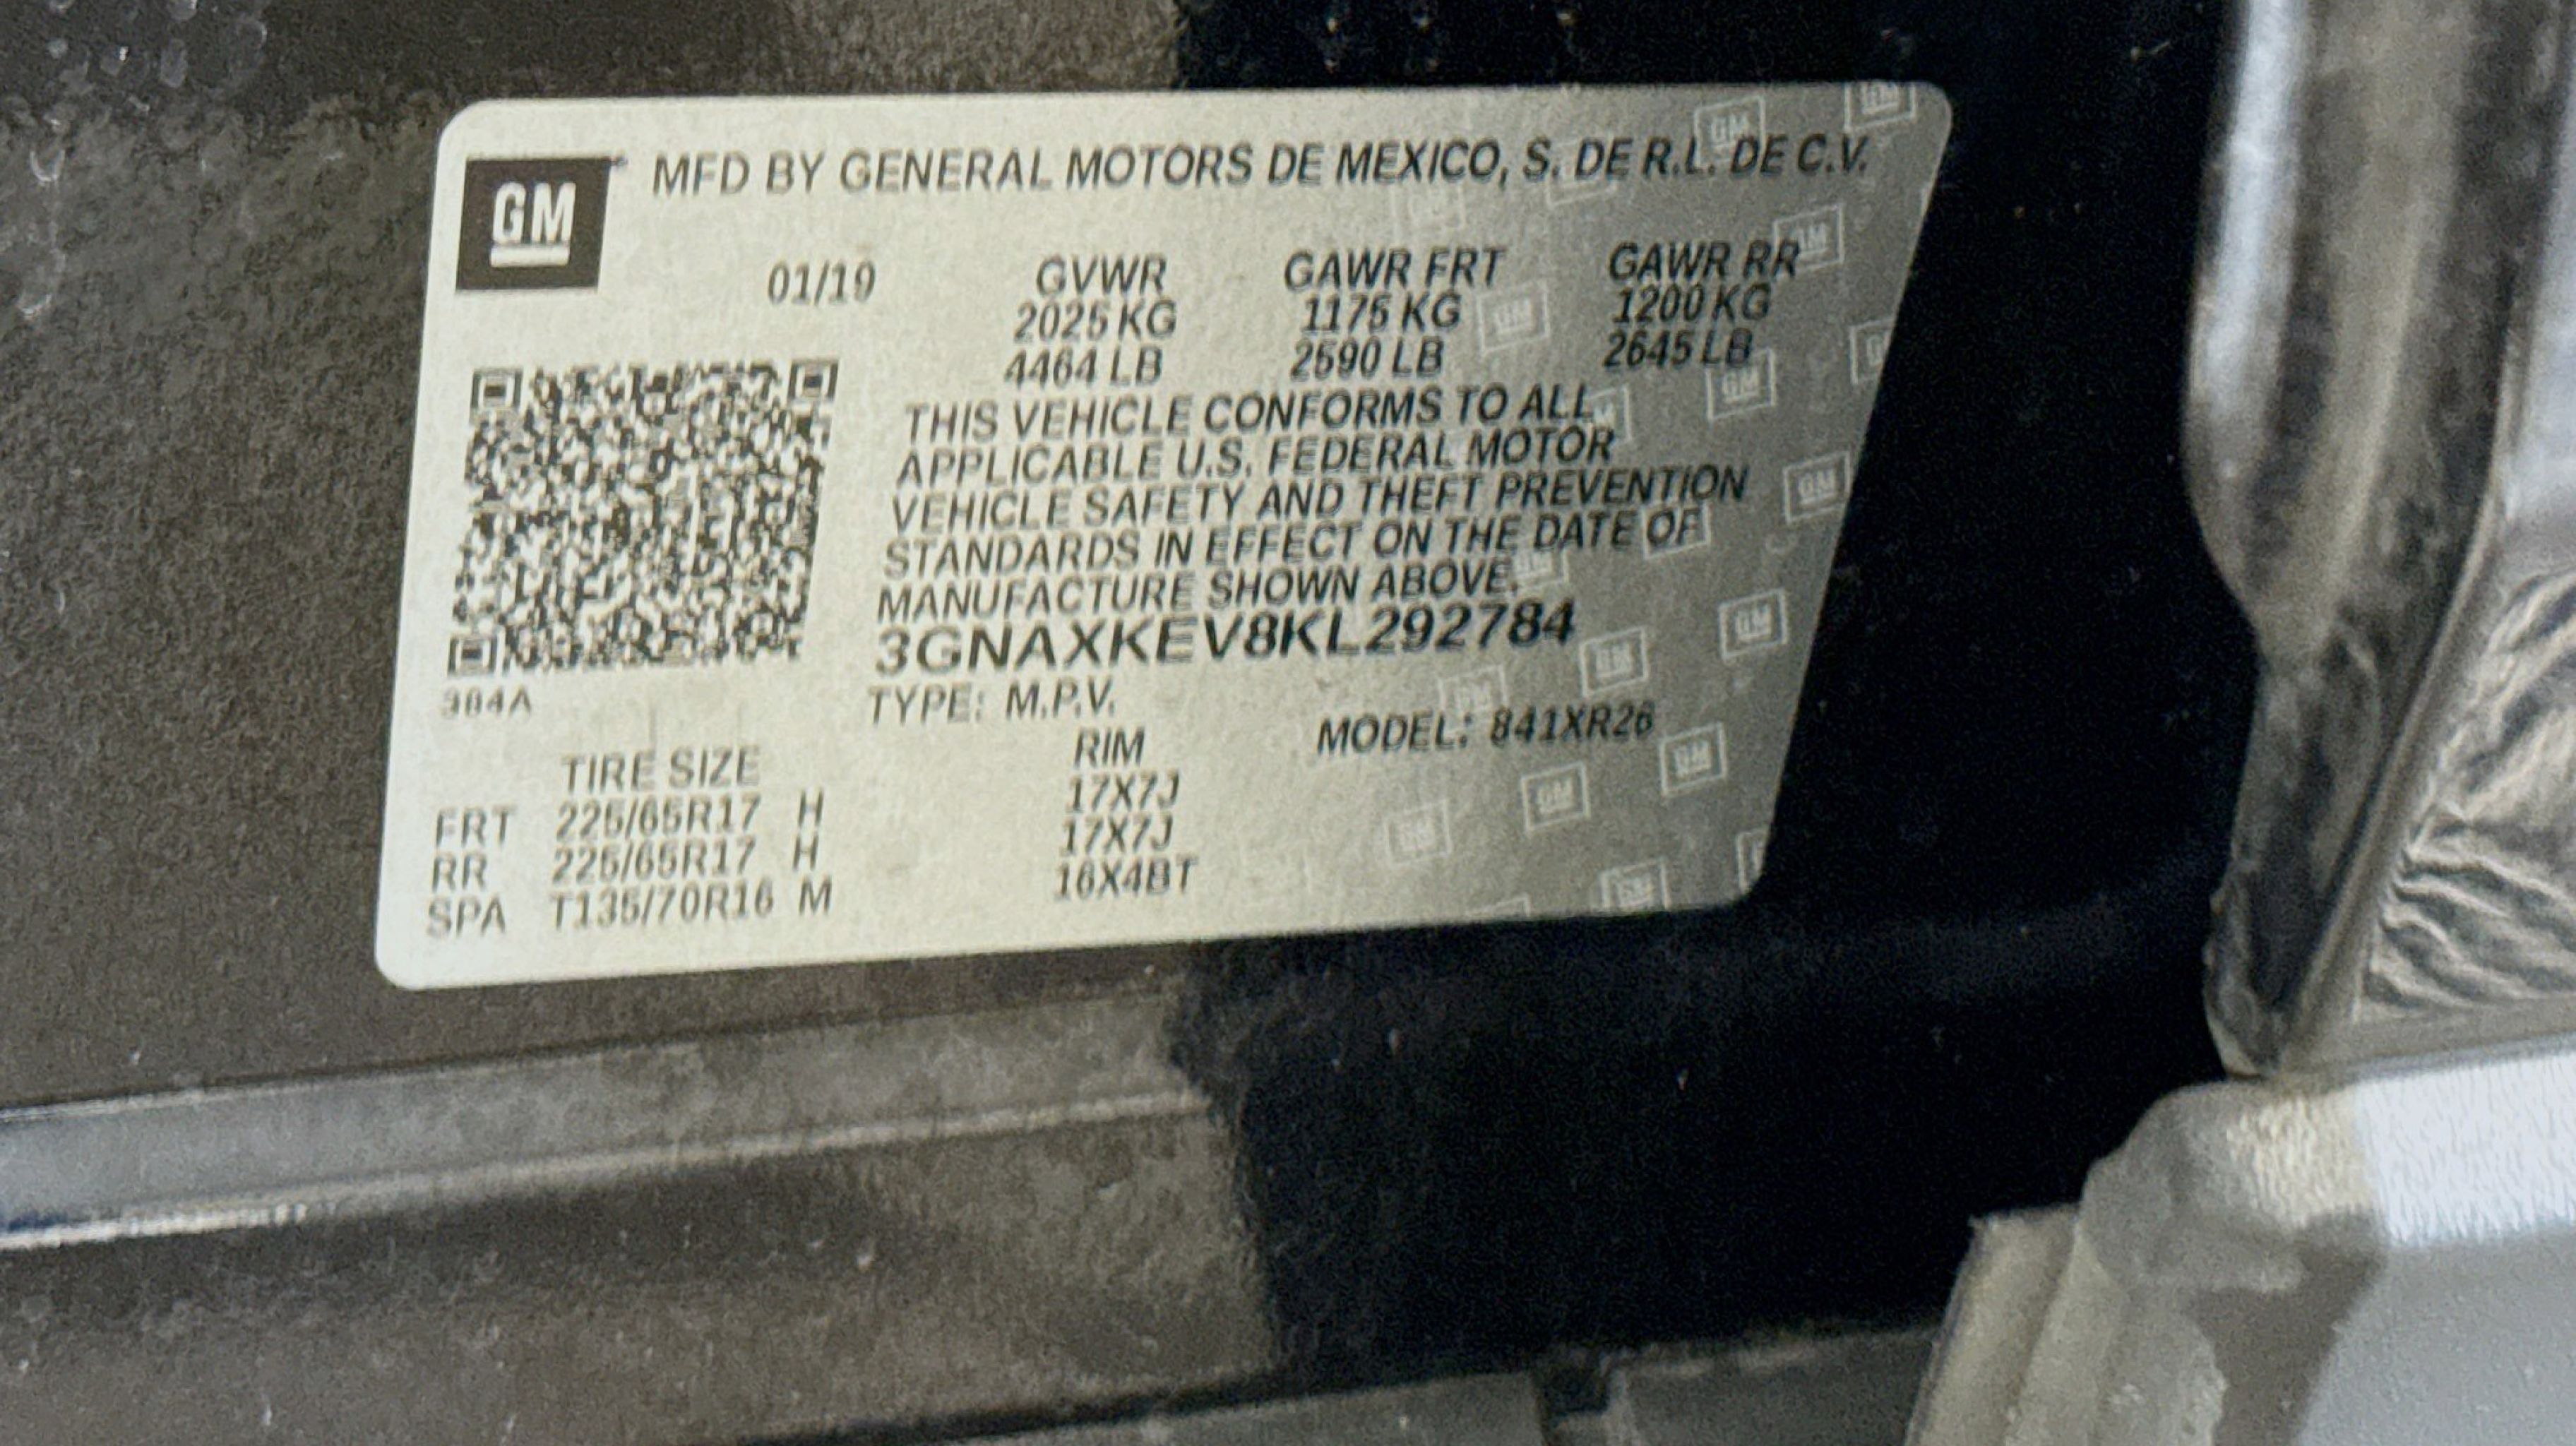 GM
MFD BY GENERAL MOTORS DE MEXICO, S. DE R.L. DE C.V.
01/19 GVWR GAWR FRT GAWR RR
2025 KG 1175 KG 1200 KG
4464 LB 2590 LB 2645 LB
THIS VEHICLE CONFORMS TO ALL
APPLICABLE U.S. FEDERAL MOTOR
VEHICLE SAFETY AND THEFT PREVENTION
STANDARDS IN EFFECT ON THE DATE OF
MANUFACTURE SHOWN ABOVE.
3GNAXKEV8KL292784
304A
TYPE: M.P.V. MODEL: 841XR26
TIRE SIZE RIM
FRT 225/65R17 H 17X7J
RR 225/65R17 H 17X7J
SPA T135/70R16 M 16X4BT